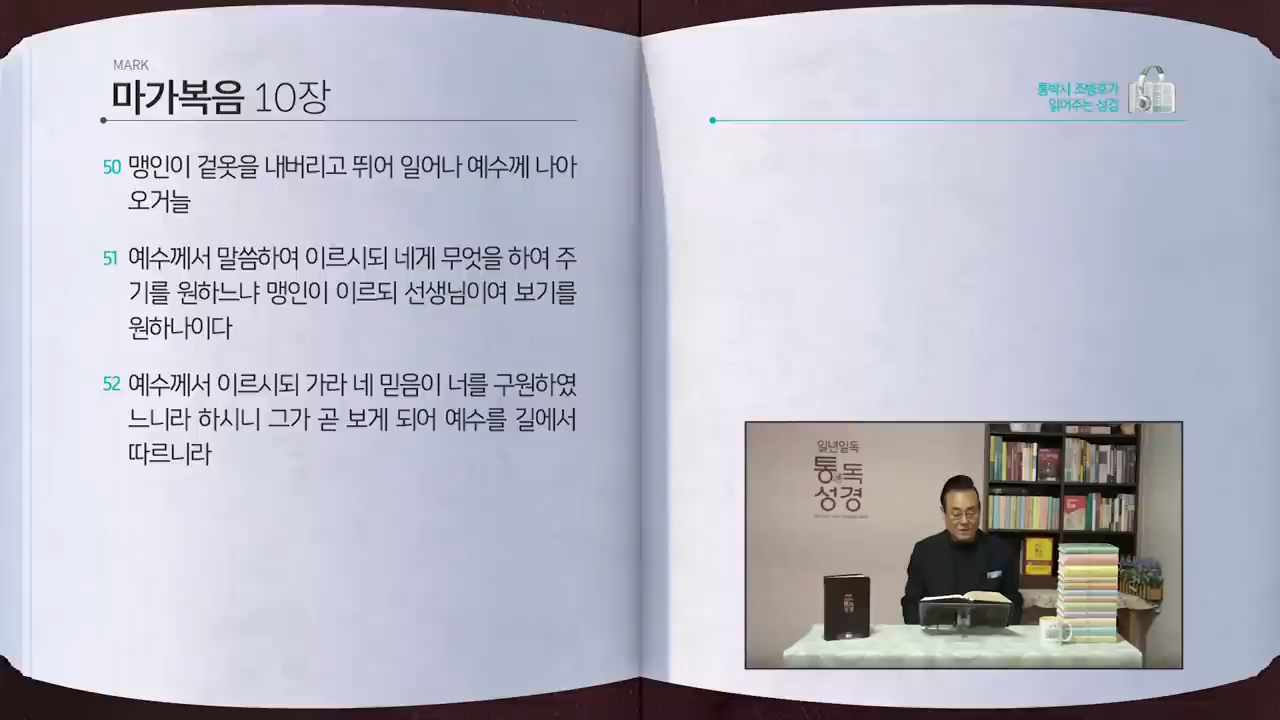 MARK
마가복음 10장
50 맹인이 겉옷을 내버리고 뛰어 일어나 예수께 나아
오거늘
51 예수께서 말씀하여 이르시되 네게 무엇을 하여 주
기를 원하느냐 맹인이 이르되 선생님이여 보기를
원하나이다
52 예수께서 이르시되 가라 네 믿음이 너를 구원하였
느니라 하시니 그가 곧 보게 되어 예수를 길에서
따르니라
통박사 조병호가
읽어주는 성경
일년일독
통독
성경